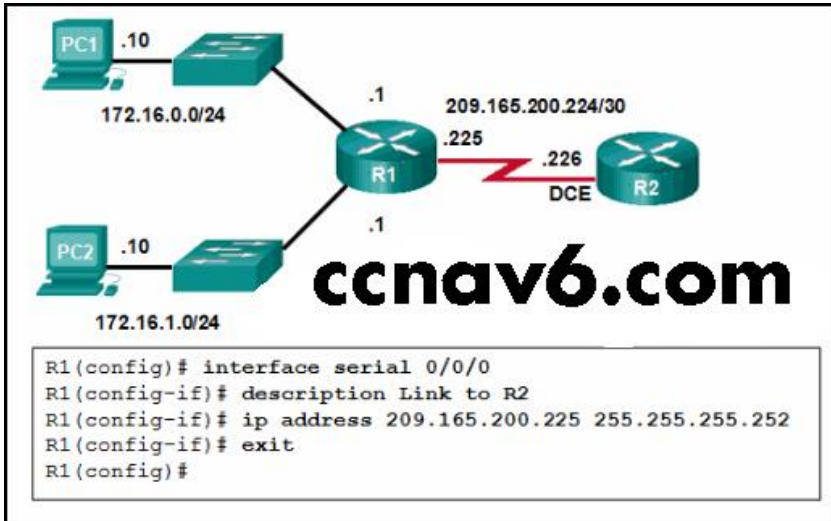 PC1
.10
172.16.0.0/24
.1
209.165.200.224/30
.225
R1
.226
DCE
R2
.1
PC2
.10
172.16.1.0/24
ccnav6.com
R1(config)# interface serial 0/0/0
R1(config-if)# description Link to R2
R1(config-if)# ip address 209.165.200.225 255.255.255.252
R1(config-if)# exit
R1(config)#